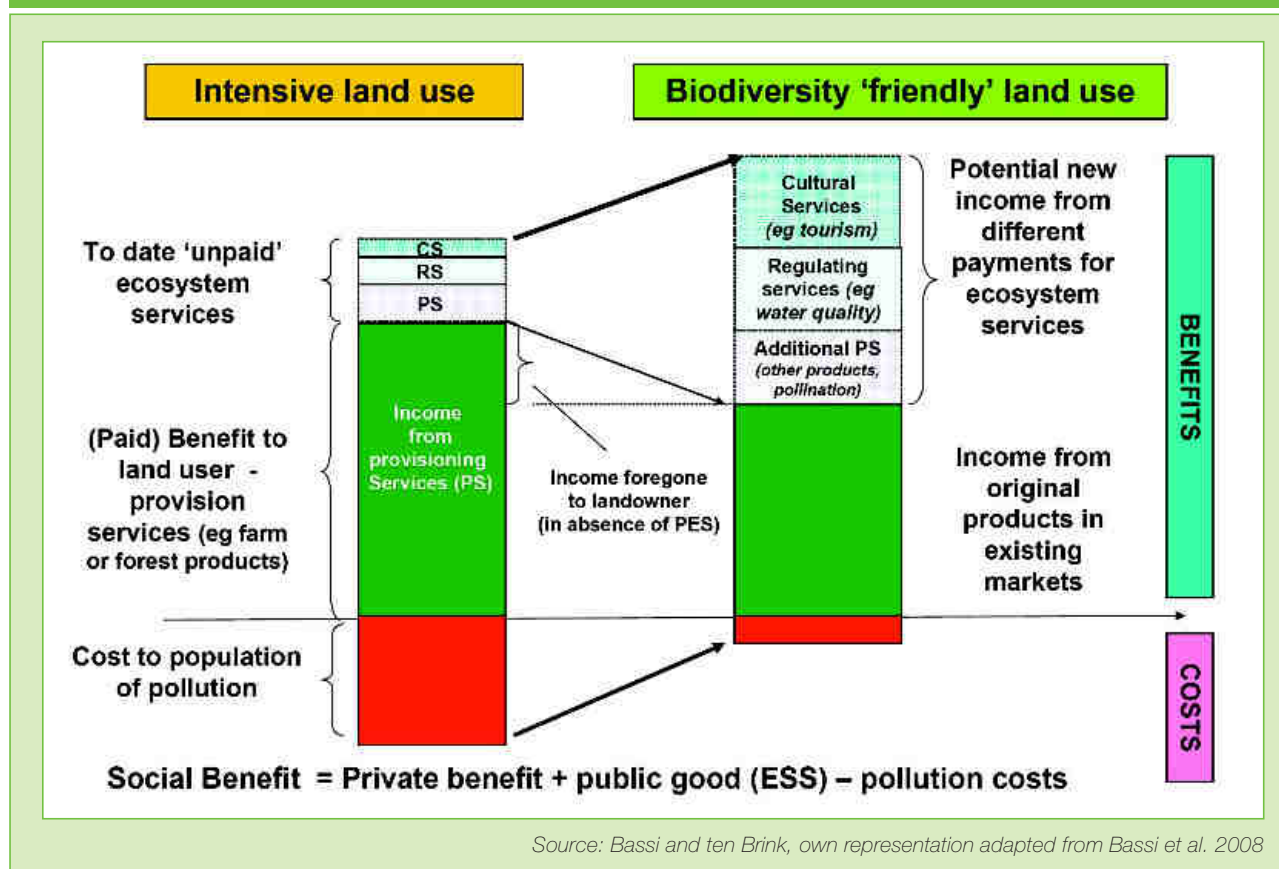 Intensive land use
Biodiversity 'friendly' land use
To date 'unpaid'
ecosystem
services
CS
RS
PS
Cultural
Services
(eg tourism)
Regulating
services (eg
water quality)
Additional PS
(other products,
pollination)
Potential new
income from
different
payments for
ecosystem
services
BENEFITS
(Paid) Benefit to
land user -
provision
services (eg farm
or forest products)
Income
from
provisioning
Services (PS)
Income foregone
to landowner
(in absence of PES)
Income from
original
products in
existing
markets
Cost to population
of pollution
COSTS
Social Benefit = Private benefit + public good (ESS) – pollution costs
Source: Bassi and ten Brink, own representation adapted from Bassi et al. 2008